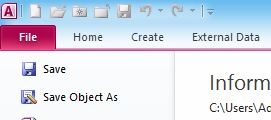 A
File Home Create External Data
Save
Save Object As
Inform
C:\Users\Ac